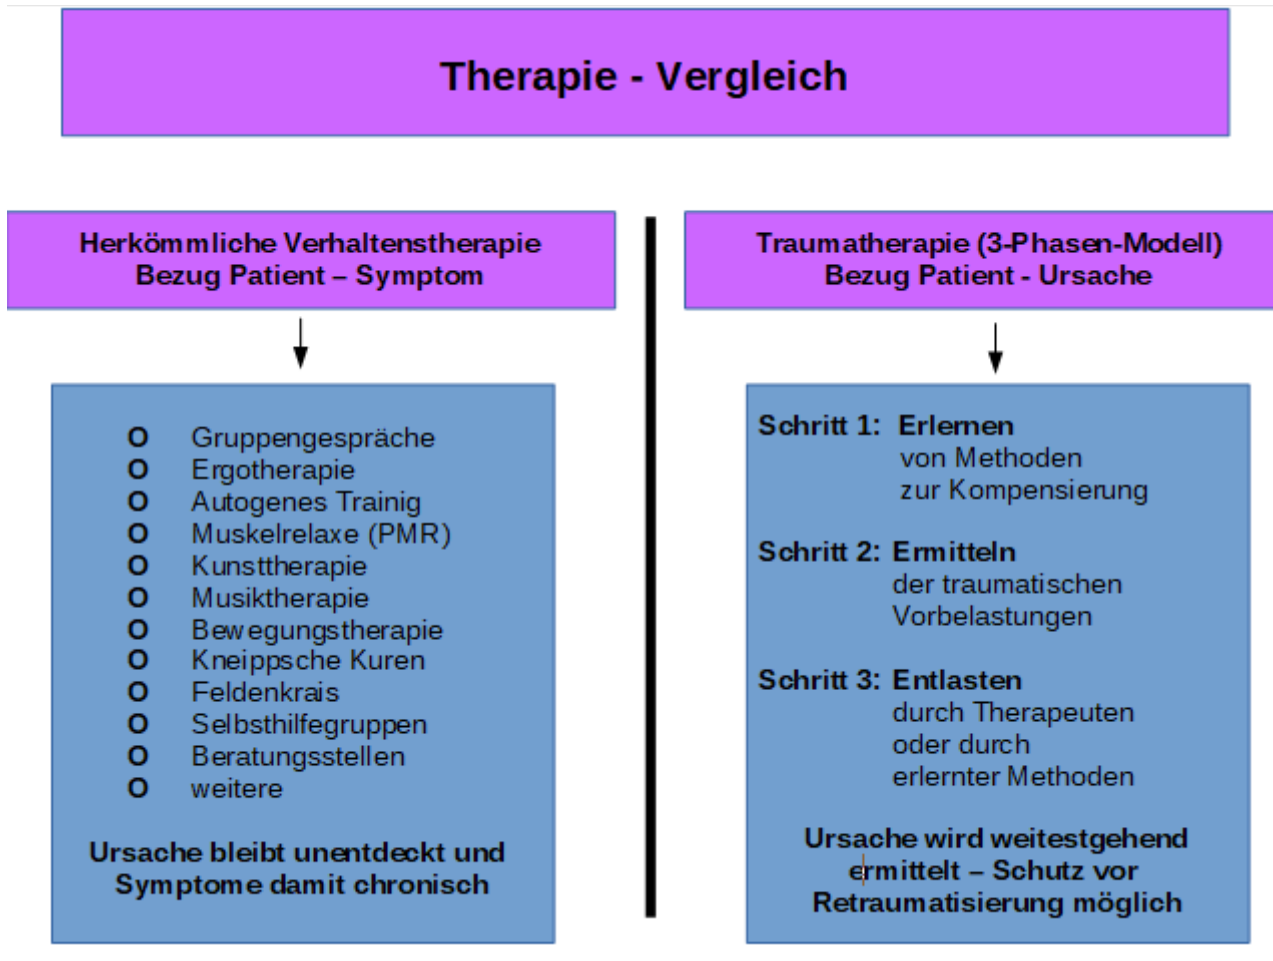 Therapie - Vergleich
Herkömmliche Verhaltenstherapie
Bezug Patient – Symptom
O Gruppengespräche
O Ergotherapie
O Autogenes Trainig
O Muskelrelaxe (PMR)
O Kunsttherapie
O Musiktherapie
O Bewegungstherapie
O Kneippsche Kuren
O Feldenkrais
O Selbsthilfegruppen
O Beratungsstellen
O weitere
Ursache bleibt unentdeckt und
Symptome damit chronisch
Traumatherapie (3-Phasen-Modell)
Bezug Patient - Ursache
Schritt 1: Erlernen
von Methoden
zur Kompensierung
Schritt 2: Ermitteln
der traumatischen
Vorbelastungen
Schritt 3: Entlasten
durch Therapeuten
oder durch
erlernter Methoden
Ursache wird weitestgehend
ermittelt – Schutz vor
Retraumatisierung möglich